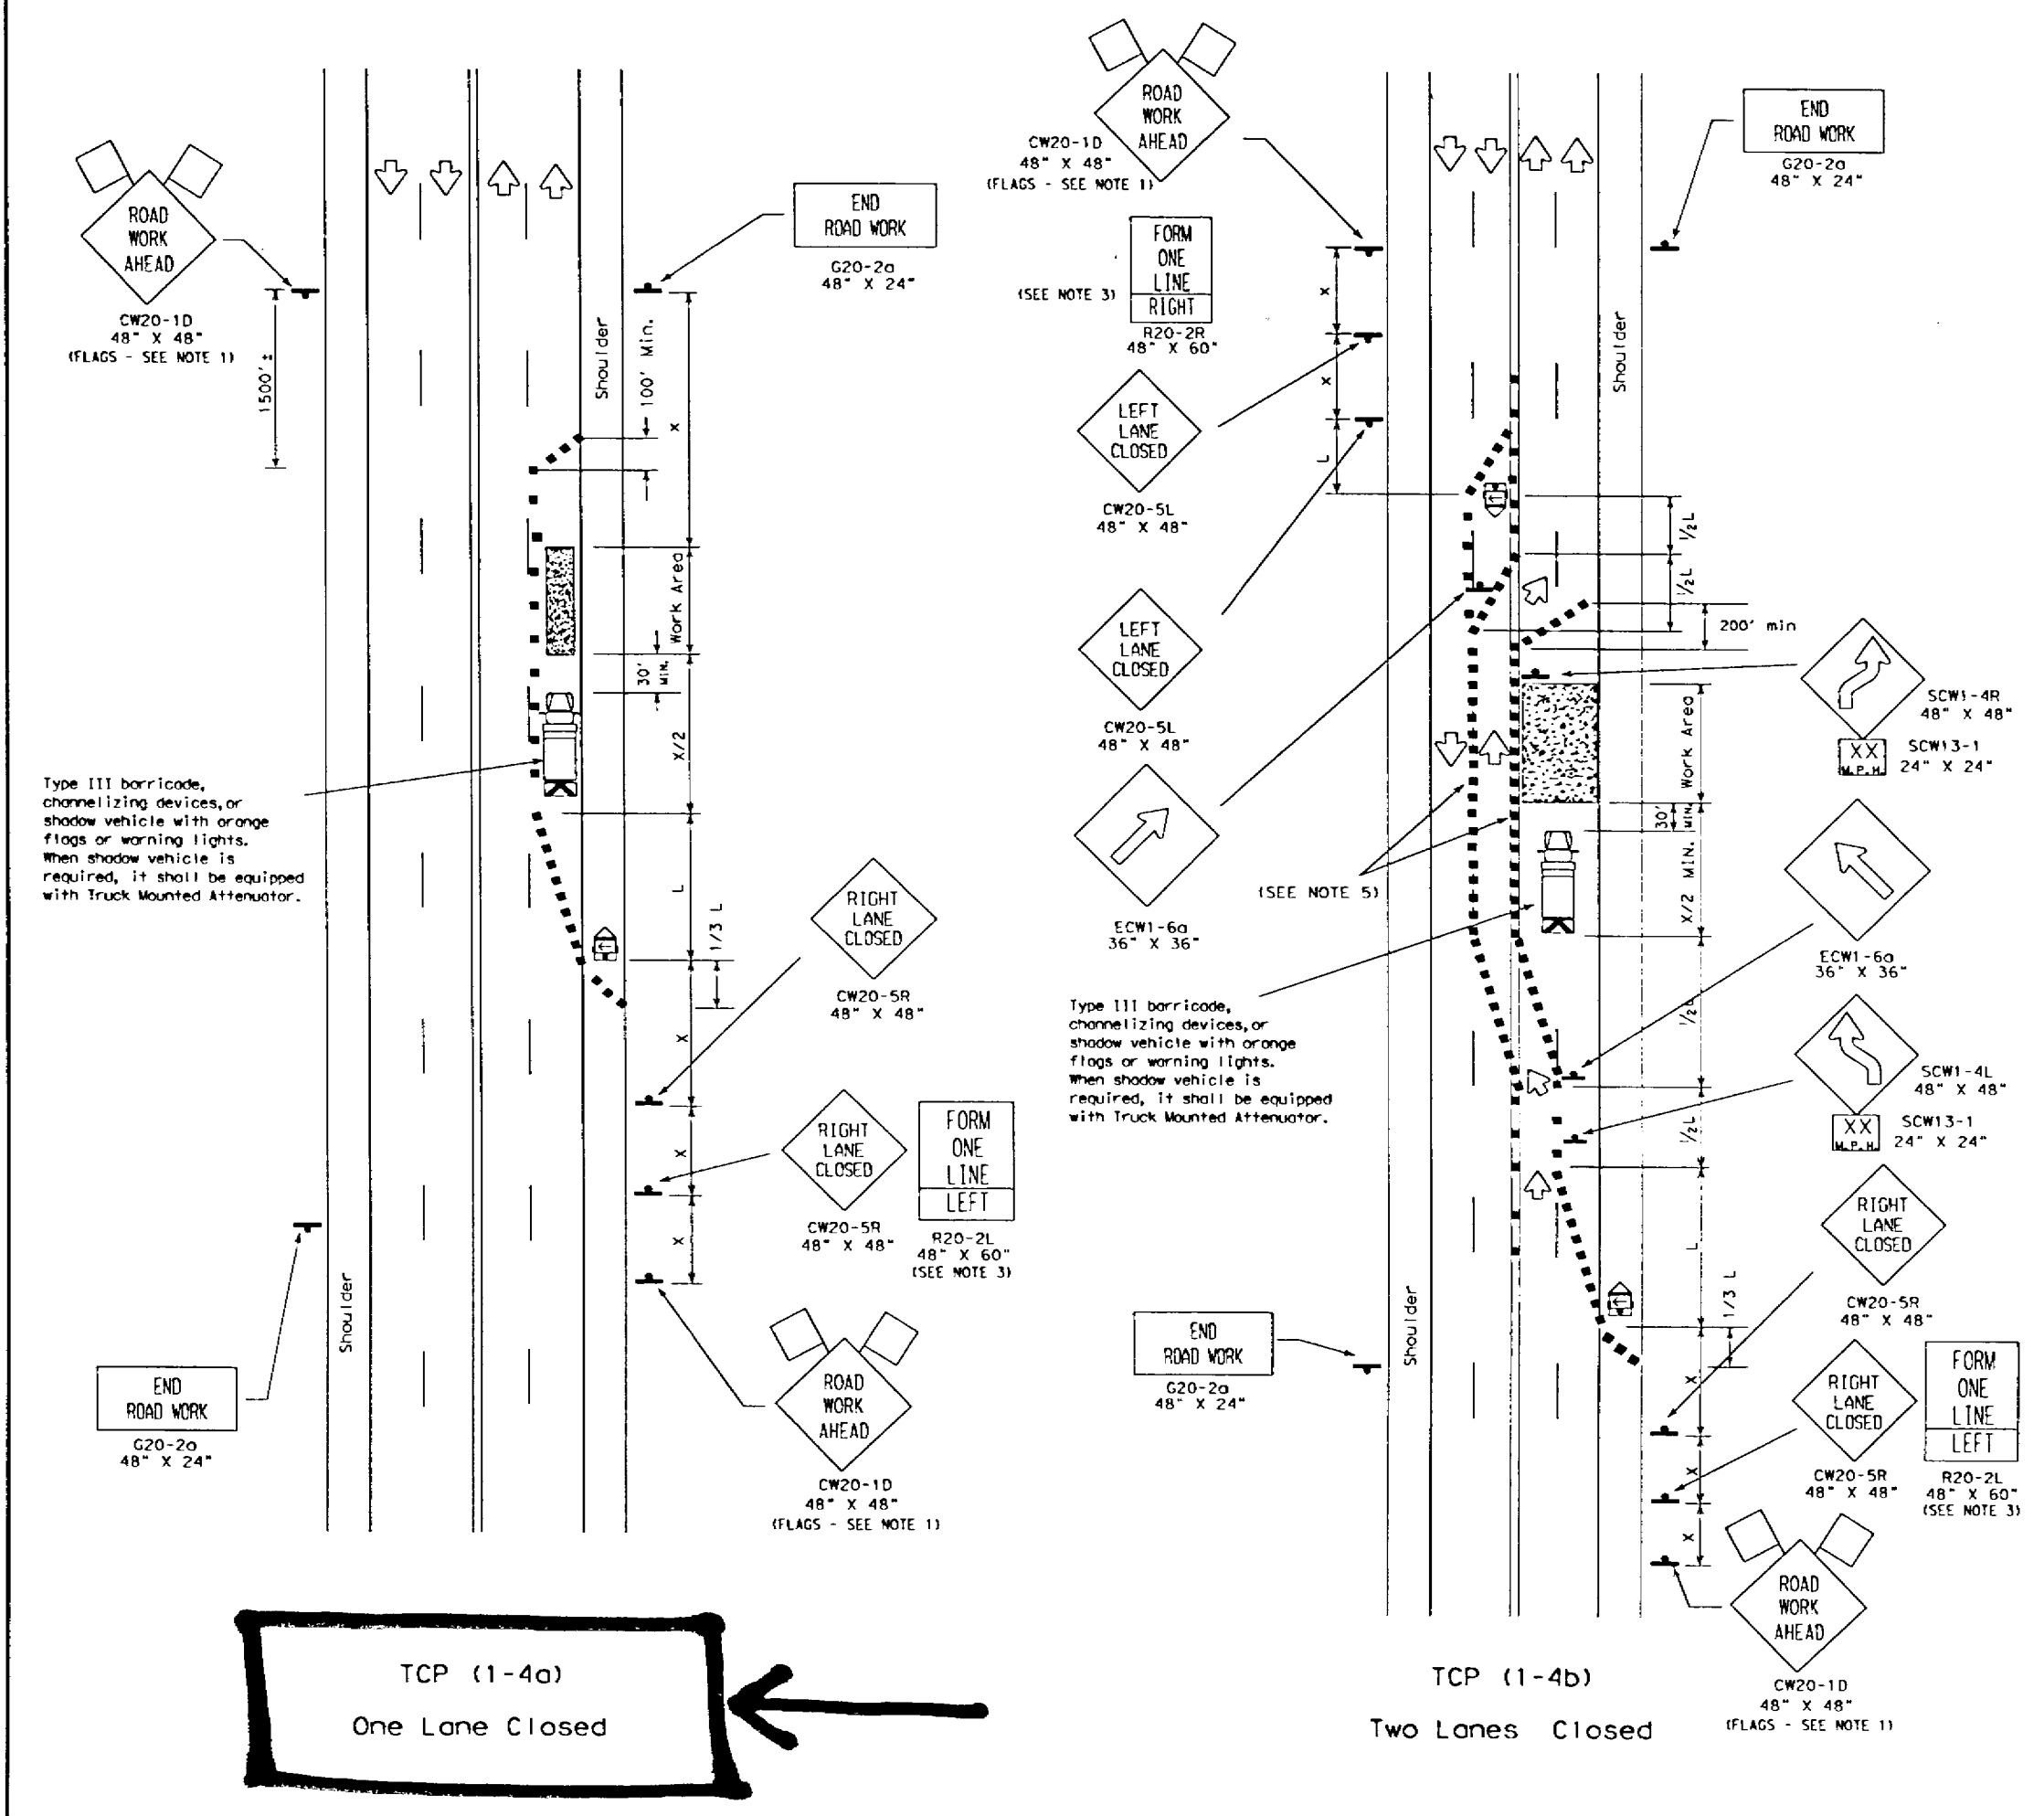 ROAD
WORK
AHEAD
CW20-1D
48" X 48"
(FLAGS - SEE NOTE 1)
1500' ±
END
ROAD WORK
G20-2a
48" X 24"
Shoulder
100' Min.
X
Work Area
30'
MIN.
X/2
Type III barricade,
channelizing devices, or
shadow vehicle with orange
flags or warning lights.
When shadow vehicle is
required, it shall be equipped
with Truck Mounted Attenuator.
L
1/3 L
RIGHT
LANE
CLOSED
CW20-5R
48" X 48"
X
RIGHT
LANE
CLOSED
CW20-5R
48" X 48"
X
FORM
ONE
LINE
LEFT
R20-2L
48" X 60"
(SEE NOTE 3)
X
Shoulder
END
ROAD WORK
G20-2a
48" X 24"
ROAD
WORK
AHEAD
CW20-1D
48" X 48"
(FLAGS - SEE NOTE 1)
TCP (1-4a)
One Lane Closed
ROAD
WORK
AHEAD
CW20-1D
48" X 48"
(FLAGS - SEE NOTE 1)
END
ROAD WORK
G20-2a
48" X 24"
FORM
ONE
LINE
RIGHT
(SEE NOTE 3)
R20-2R
48" X 60"
X
X
L
Shoulder
LEFT
LANE
CLOSED
CW20-5L
48" X 48"
1/2L
1/2L
200' min
LEFT
LANE
CLOSED
CW20-5L
48" X 48"
SCW1-4R
48" X 48"
XX
M.P.H.
SCW13-1
24" X 24"
Work Area
30'
MIN.
X/2 MIN.
ECW1-6a
36" X 36"
(SEE NOTE 5)
ECW1-6a
36" X 36"
Type III barricade,
channelizing devices, or
shadow vehicle with orange
flags or warning lights.
When shadow vehicle is
required, it shall be equipped
with Truck Mounted Attenuator.
1/2L
SCW1-4L
48" X 48"
XX
M.P.H.
SCW13-1
24" X 24"
1/2L
RIGHT
LANE
CLOSED
CW20-5R
48" X 48"
L
1/3 L
Shoulder
END
ROAD WORK
G20-2a
48" X 24"
X
RIGHT
LANE
CLOSED
CW20-5R
48" X 48"
FORM
ONE
LINE
LEFT
R20-2L
48" X 60"
(SEE NOTE 3)
X
X
ROAD
WORK
AHEAD
CW20-1D
48" X 48"
(FLAGS - SEE NOTE 1)
TCP (1-4b)
Two Lanes Closed